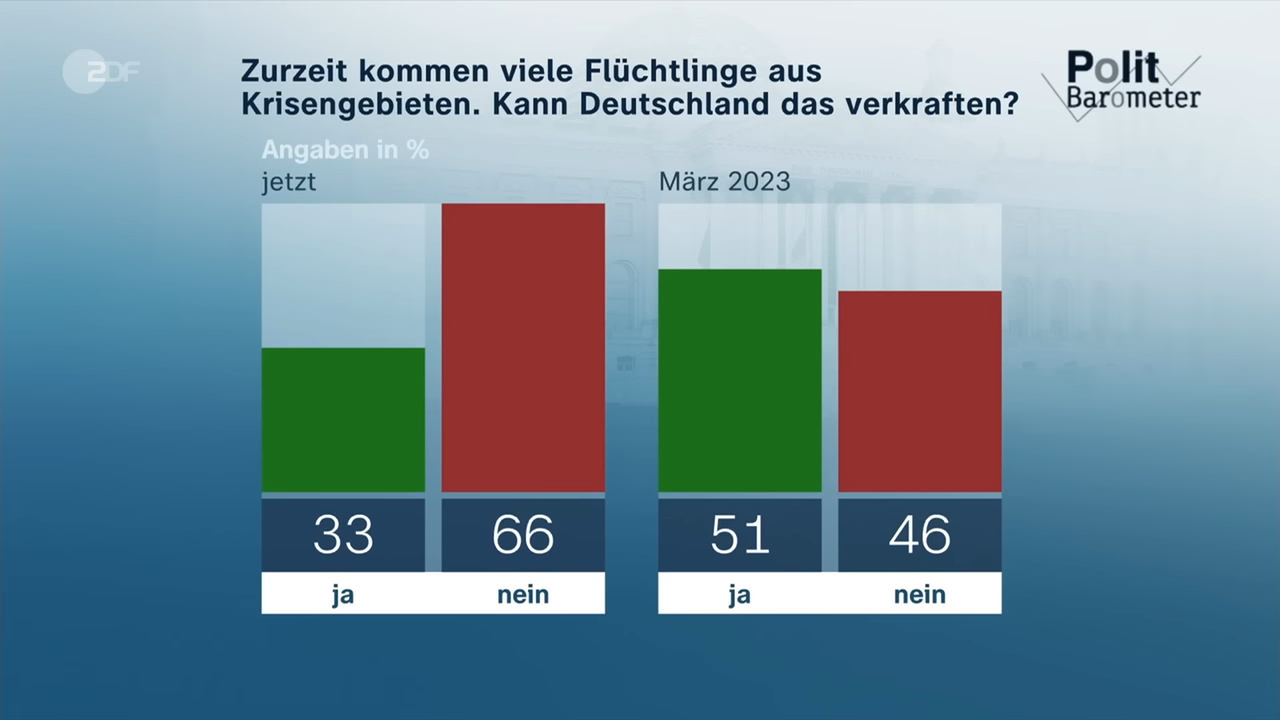 ZDF
Zurzeit kommen viele Flüchtlinge aus
Krisengebieten. Kann Deutschland das verkraften?
Polit
Barometer
Angaben in %
jetzt
März 2023
33 66 51 46
ja nein ja nein